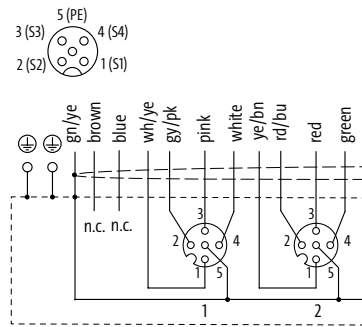 5 (PE)
3 (S3) 4 (S4)
2 (S2) 1 (S1)
gn/ye brown blue wh/ye gy/pk pink white ye/bn rd/bu red green
n.c. n.c.
3 3
2 4 2 4
1 5 1 5
1 2